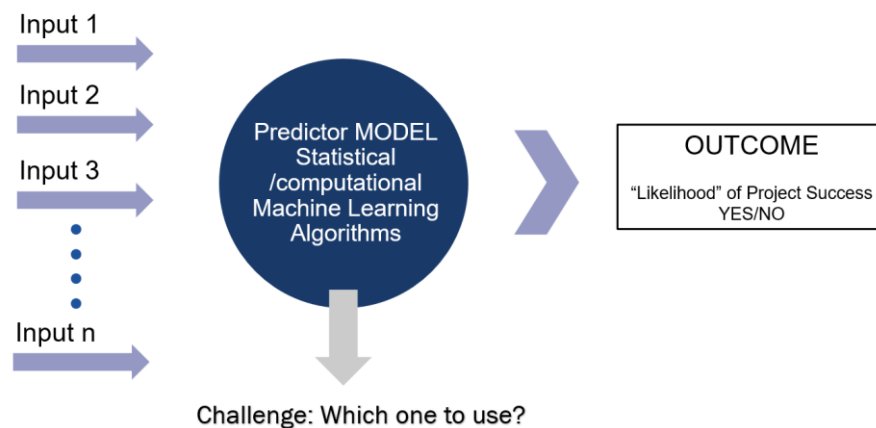 Input 1
Input 2
Input 3
Input n
Predictor MODEL
Statistical
/computational
Machine Learning
Algorithms
OUTCOME
“Likelihood” of Project Success
YES/NO
Challenge: Which one to use?